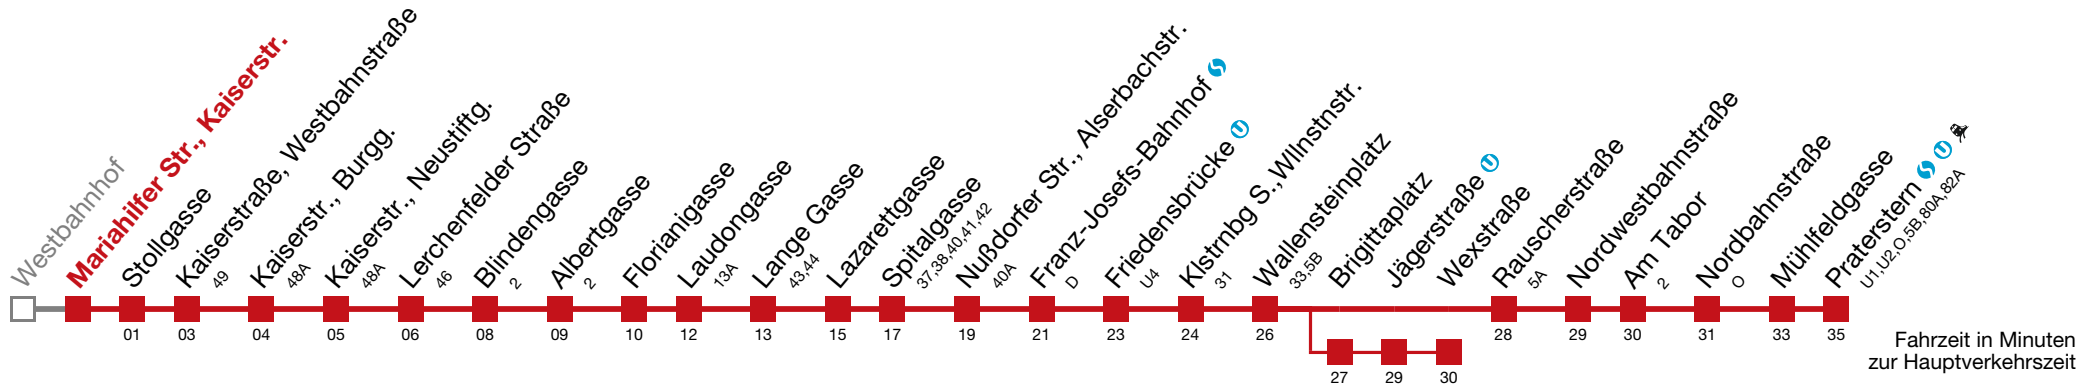 Westbahnhof
Mariahilfer Str., Kaiserstr.
Stollgasse
01
Kaiserstraße, Westbahnstraße
49
03
Kaiserstr., Burgg.
48A
04
Kaiserstr., Neustiftg.
48A
05
Lerchenfelder Straße
46
06
Blindengasse
2
08
Albertgasse
2
09
Florianigasse
10
Laudongasse
13A
12
Lange Gasse
43,44
13
Lazarettgasse
15
Spitalgasse
37,38,40,41,42
17
Nußdorfer Str., Alserbachstr.
40A
19
Franz-Josefs-Bahnhof
D
21
Friedensbrücke U
U4
23
Klstrnbg S.,Wllnstnstr.
31
24
Wallensteinplatz
33,5B
26
Brigittaplatz
27
Jägerstraße U
29
Wexstraße
30
Rauscherstraße
5A
28
Nordwestbahnstraße
29
Am Tabor
2
30
Nordbahnstraße
O
31
Mühlfeldgasse
33
Praterstern U
U1,U2,O,5B,80A,82A
35
Fahrzeit in Minuten
zur Hauptverkehrszeit